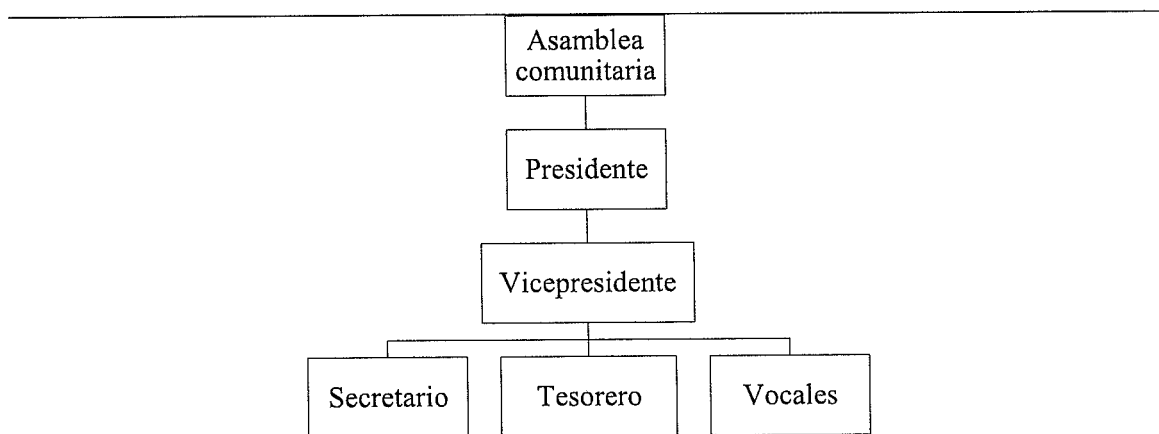 Asamblea
comunitaria
Presidente
Vicepresidente
Secretario
Tesorero
Vocales